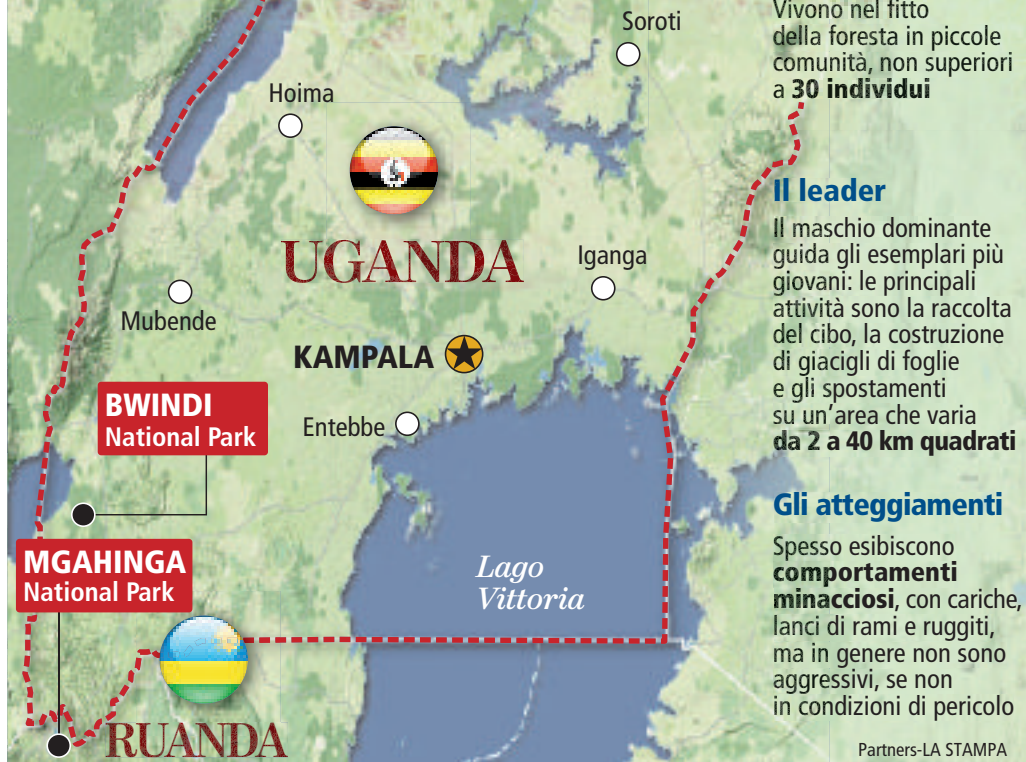 Soroti
Hoima
UGANDA
Iganga
Mubende
KAMPALA
BWINDI
National Park
Entebbe
MGAHINGA
National Park
Lago
Vittoria
RUANDA
Vivono nel fitto
della foresta in piccole
comunità, non superiori
a 30 individui
Il leader
Il maschio dominante
guida gli esemplari più
giovani: le principali
attività sono la raccolta
del cibo, la costruzione
di giacigli di foglie
e gli spostamenti
su un'area che varia
da 2 a 40 km quadrati
Gli atteggiamenti
Spesso esibiscono
comportamenti
minacciosi, con cariche,
lanci di rami e ruggiti,
ma in genere non sono
aggressivi, se non
in condizioni di pericolo
Partners-LA STAMPA